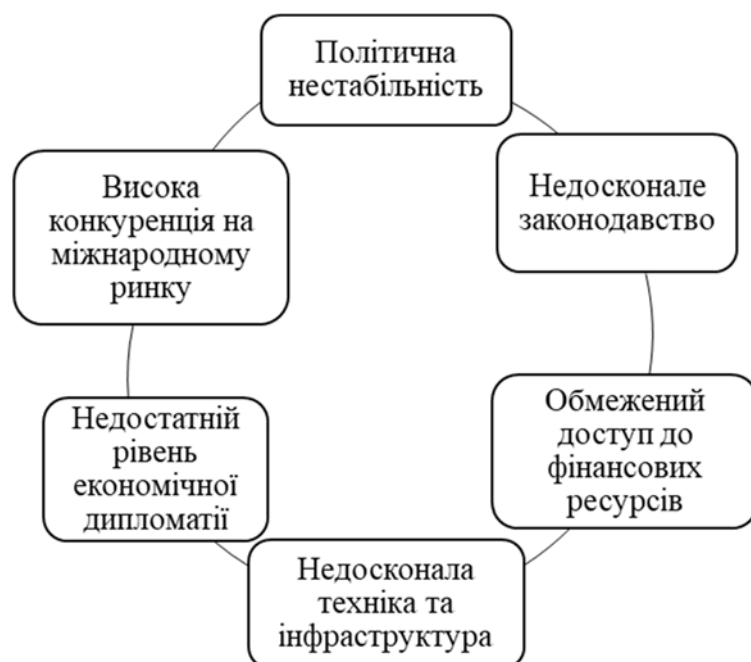 Політична
нестабільність
Недосконале
законодавство
Обмежений
доступ до
фінансових
ресурсів
Недосконала
техніка та
інфраструктура
Недостатній
рівень
економічної
дипломатії
Висока
конкуренція на
міжнародному
ринку